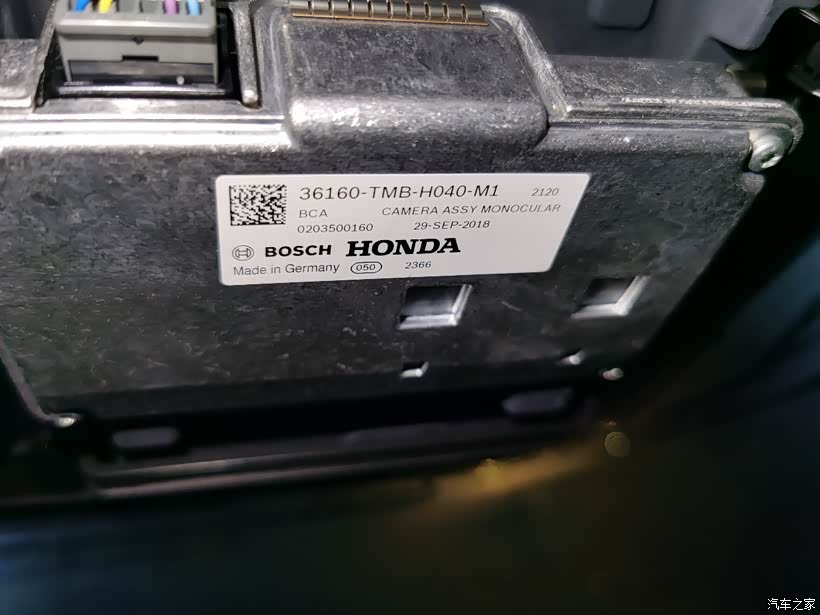 36160-TMB-H040-M1 2120
BCA CAMERA ASSY MONOCULAR
0203500160 29-SEP-2018
BOSCH HONDA
Made in Germany 050 2366
汽车之家